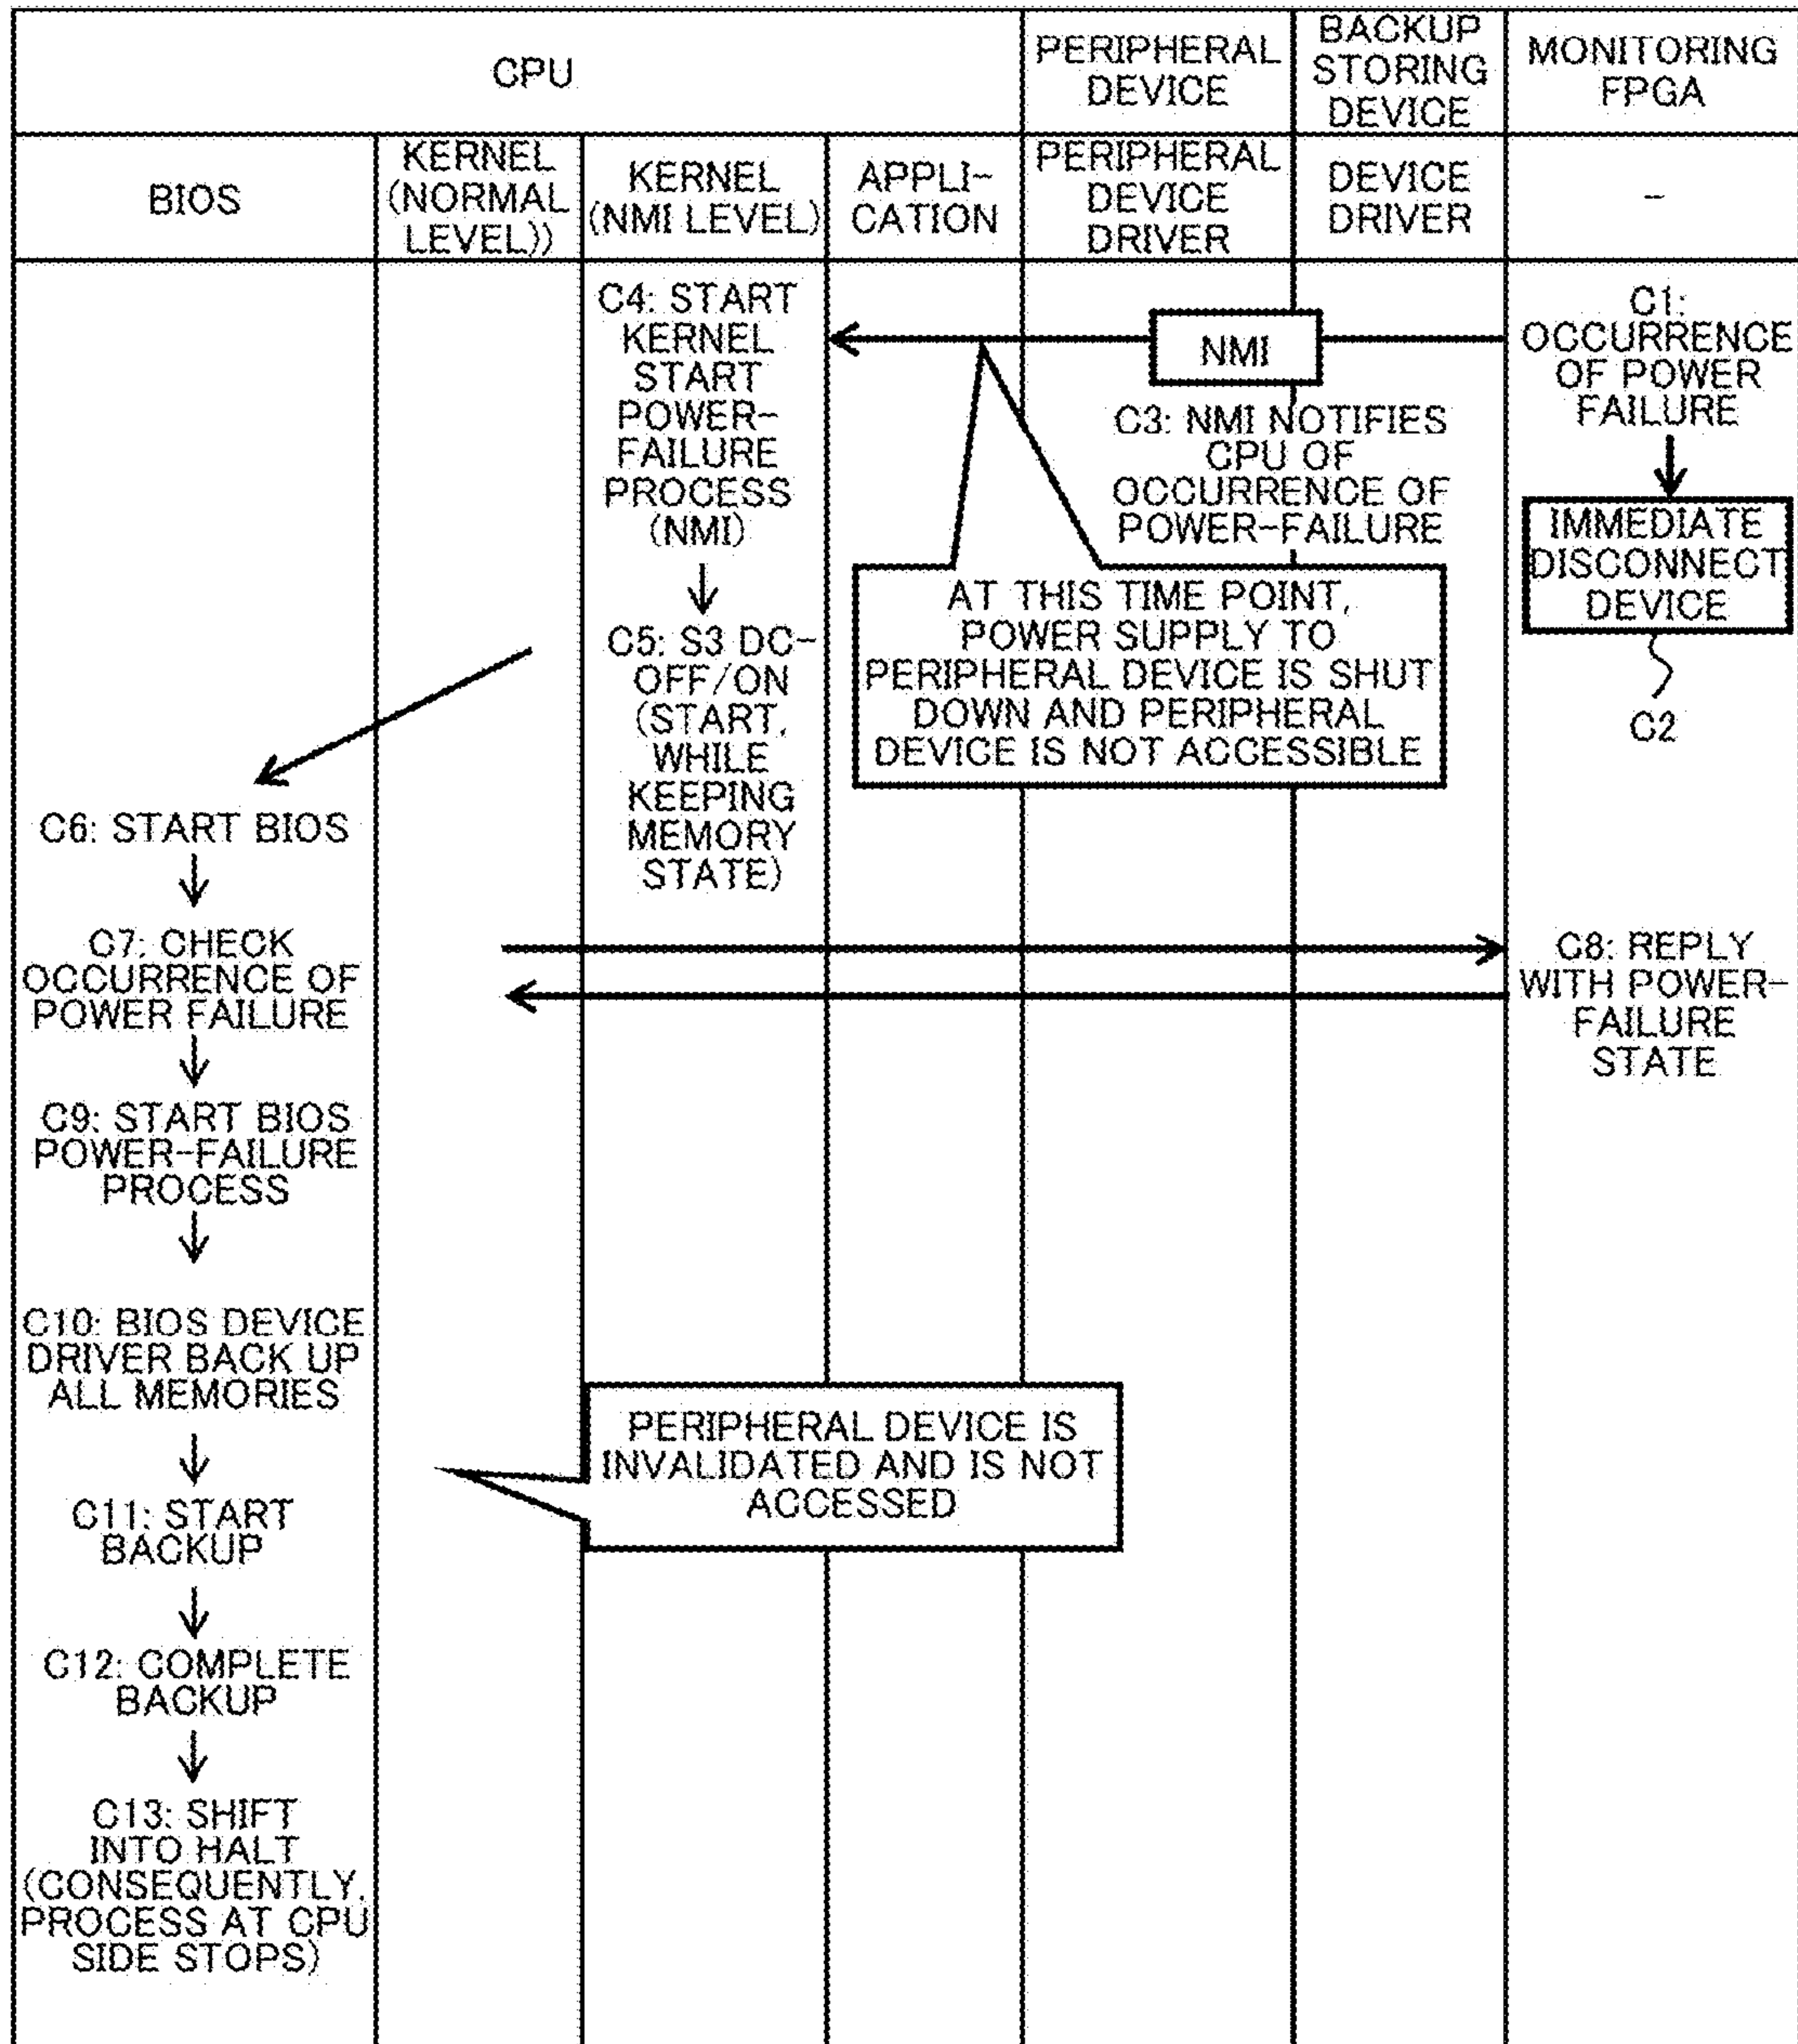 CPU
PERIPHERAL
DEVICE
BACKUP
STORING
DEVICE
MONITORING
FPGA
BIOS
KERNEL
(NORMAL
LEVEL))
KERNEL
(NMI LEVEL)
APPLI-
CATION
PERIPHERAL
DEVICE
DRIVER
DEVICE
DRIVER
-
C1:
OCCURRENCE
OF POWER
FAILURE
IMMEDIATE
DISCONNECT
DEVICE
C2
NMI
C3: NMI NOTIFIES
CPU OF
OCCURRENCE OF
POWER-FAILURE
AT THIS TIME POINT,
POWER SUPPLY TO
PERIPHERAL DEVICE IS SHUT
DOWN AND PERIPHERAL
DEVICE IS NOT ACCESSIBLE
C4: START
KERNEL
START
POWER-
FAILURE
PROCESS
(NMI)
C5: S3 DC-
OFF/ON
(START,
WHILE
KEEPING
MEMORY
STATE)
C6: START BIOS
C7: CHECK
OCCURRENCE OF
POWER FAILURE
C8: REPLY
WITH POWER-
FAILURE
STATE
C9: START BIOS
POWER-FAILURE
PROCESS
C10: BIOS DEVICE
DRIVER BACK UP
ALL MEMORIES
PERIPHERAL DEVICE IS
INVALIDATED AND IS NOT
ACCESSED
C11: START
BACKUP
C12: COMPLETE
BACKUP
C13: SHIFT
INTO HALT
(CONSEQUENTLY,
PROCESS AT CPU
SIDE STOPS)